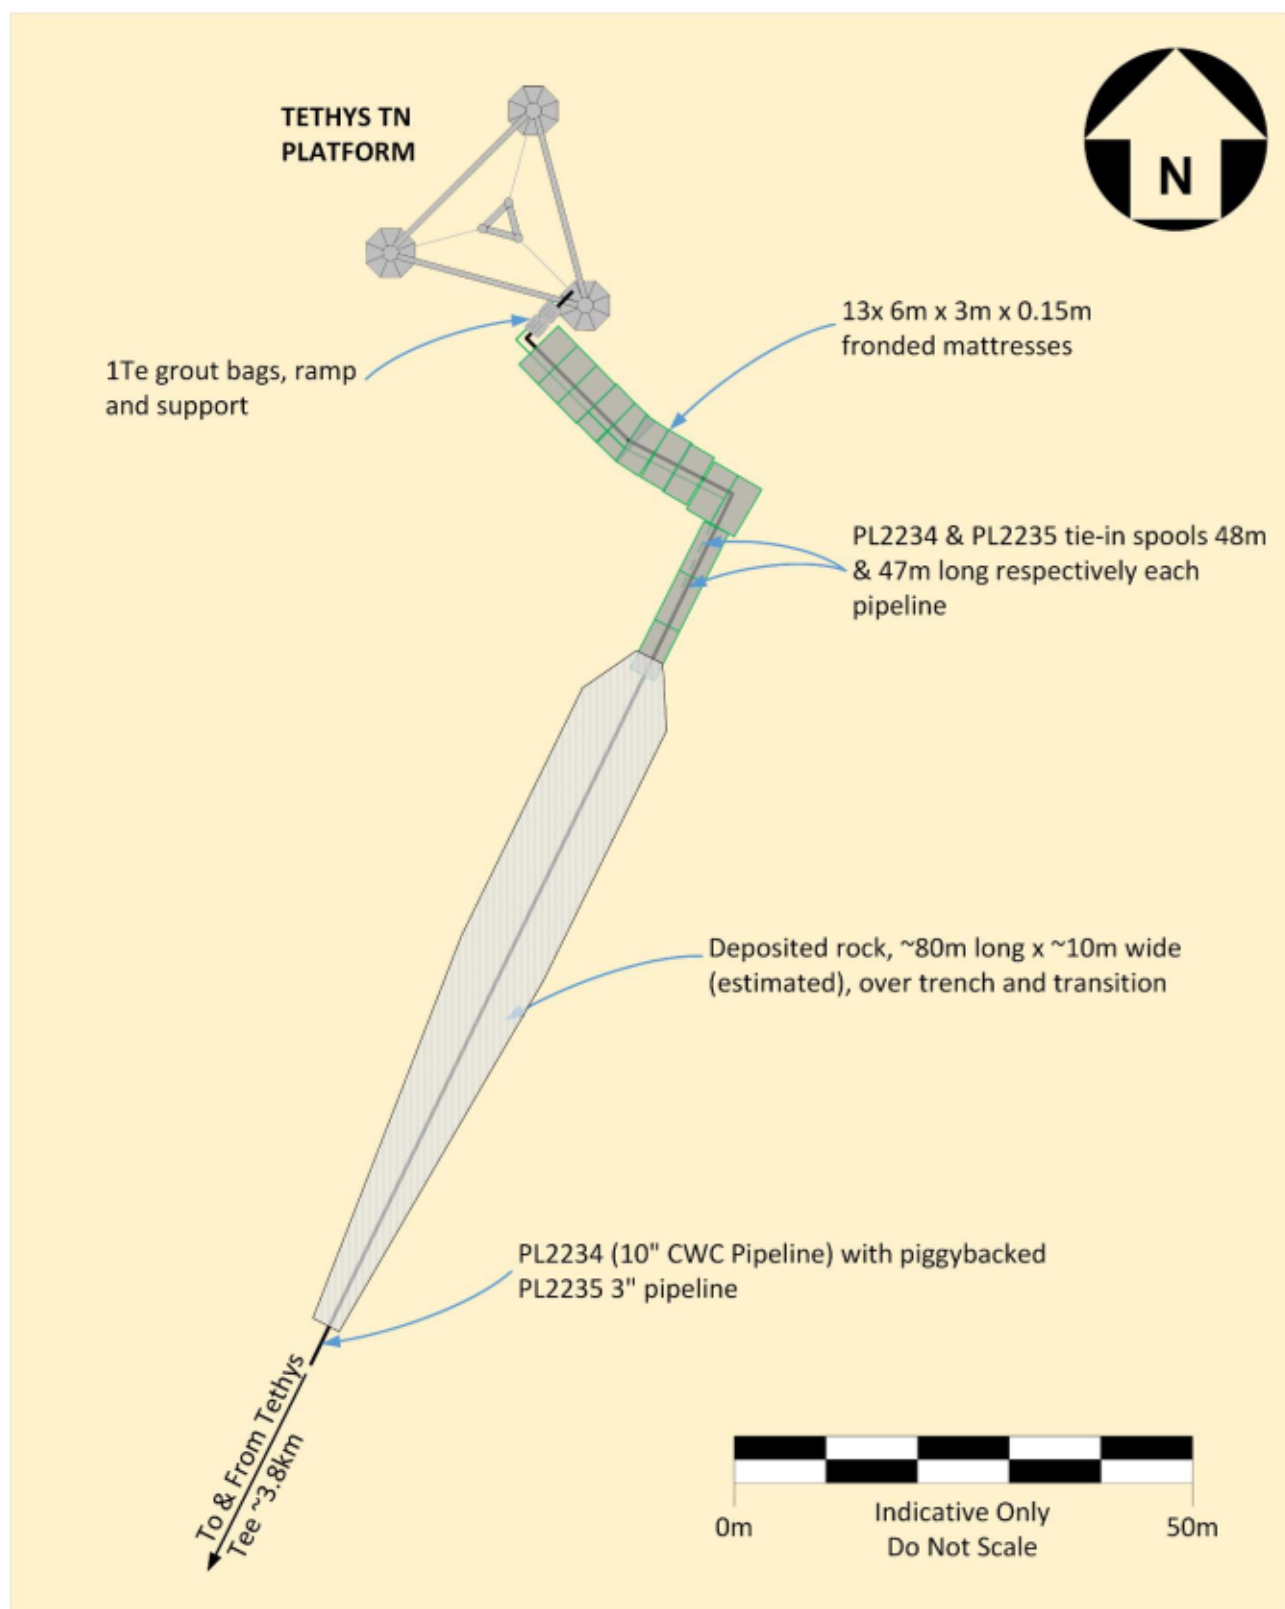 TETHYS TN
PLATFORM
N
13x 6m x 3m x 0.15m
fronded mattresses
1Te grout bags, ramp
and support
PL2234 & PL2235 tie-in spools 48m
& 47m long respectively each
pipeline
Deposited rock, ~80m long x ~10m wide
(estimated), over trench and transition
PL2234 (10" CWC Pipeline) with piggybacked
PL2235 3" pipeline
To & From Tethys
Tee ~3.8km
Indicative Only
Do Not Scale
0m
50m